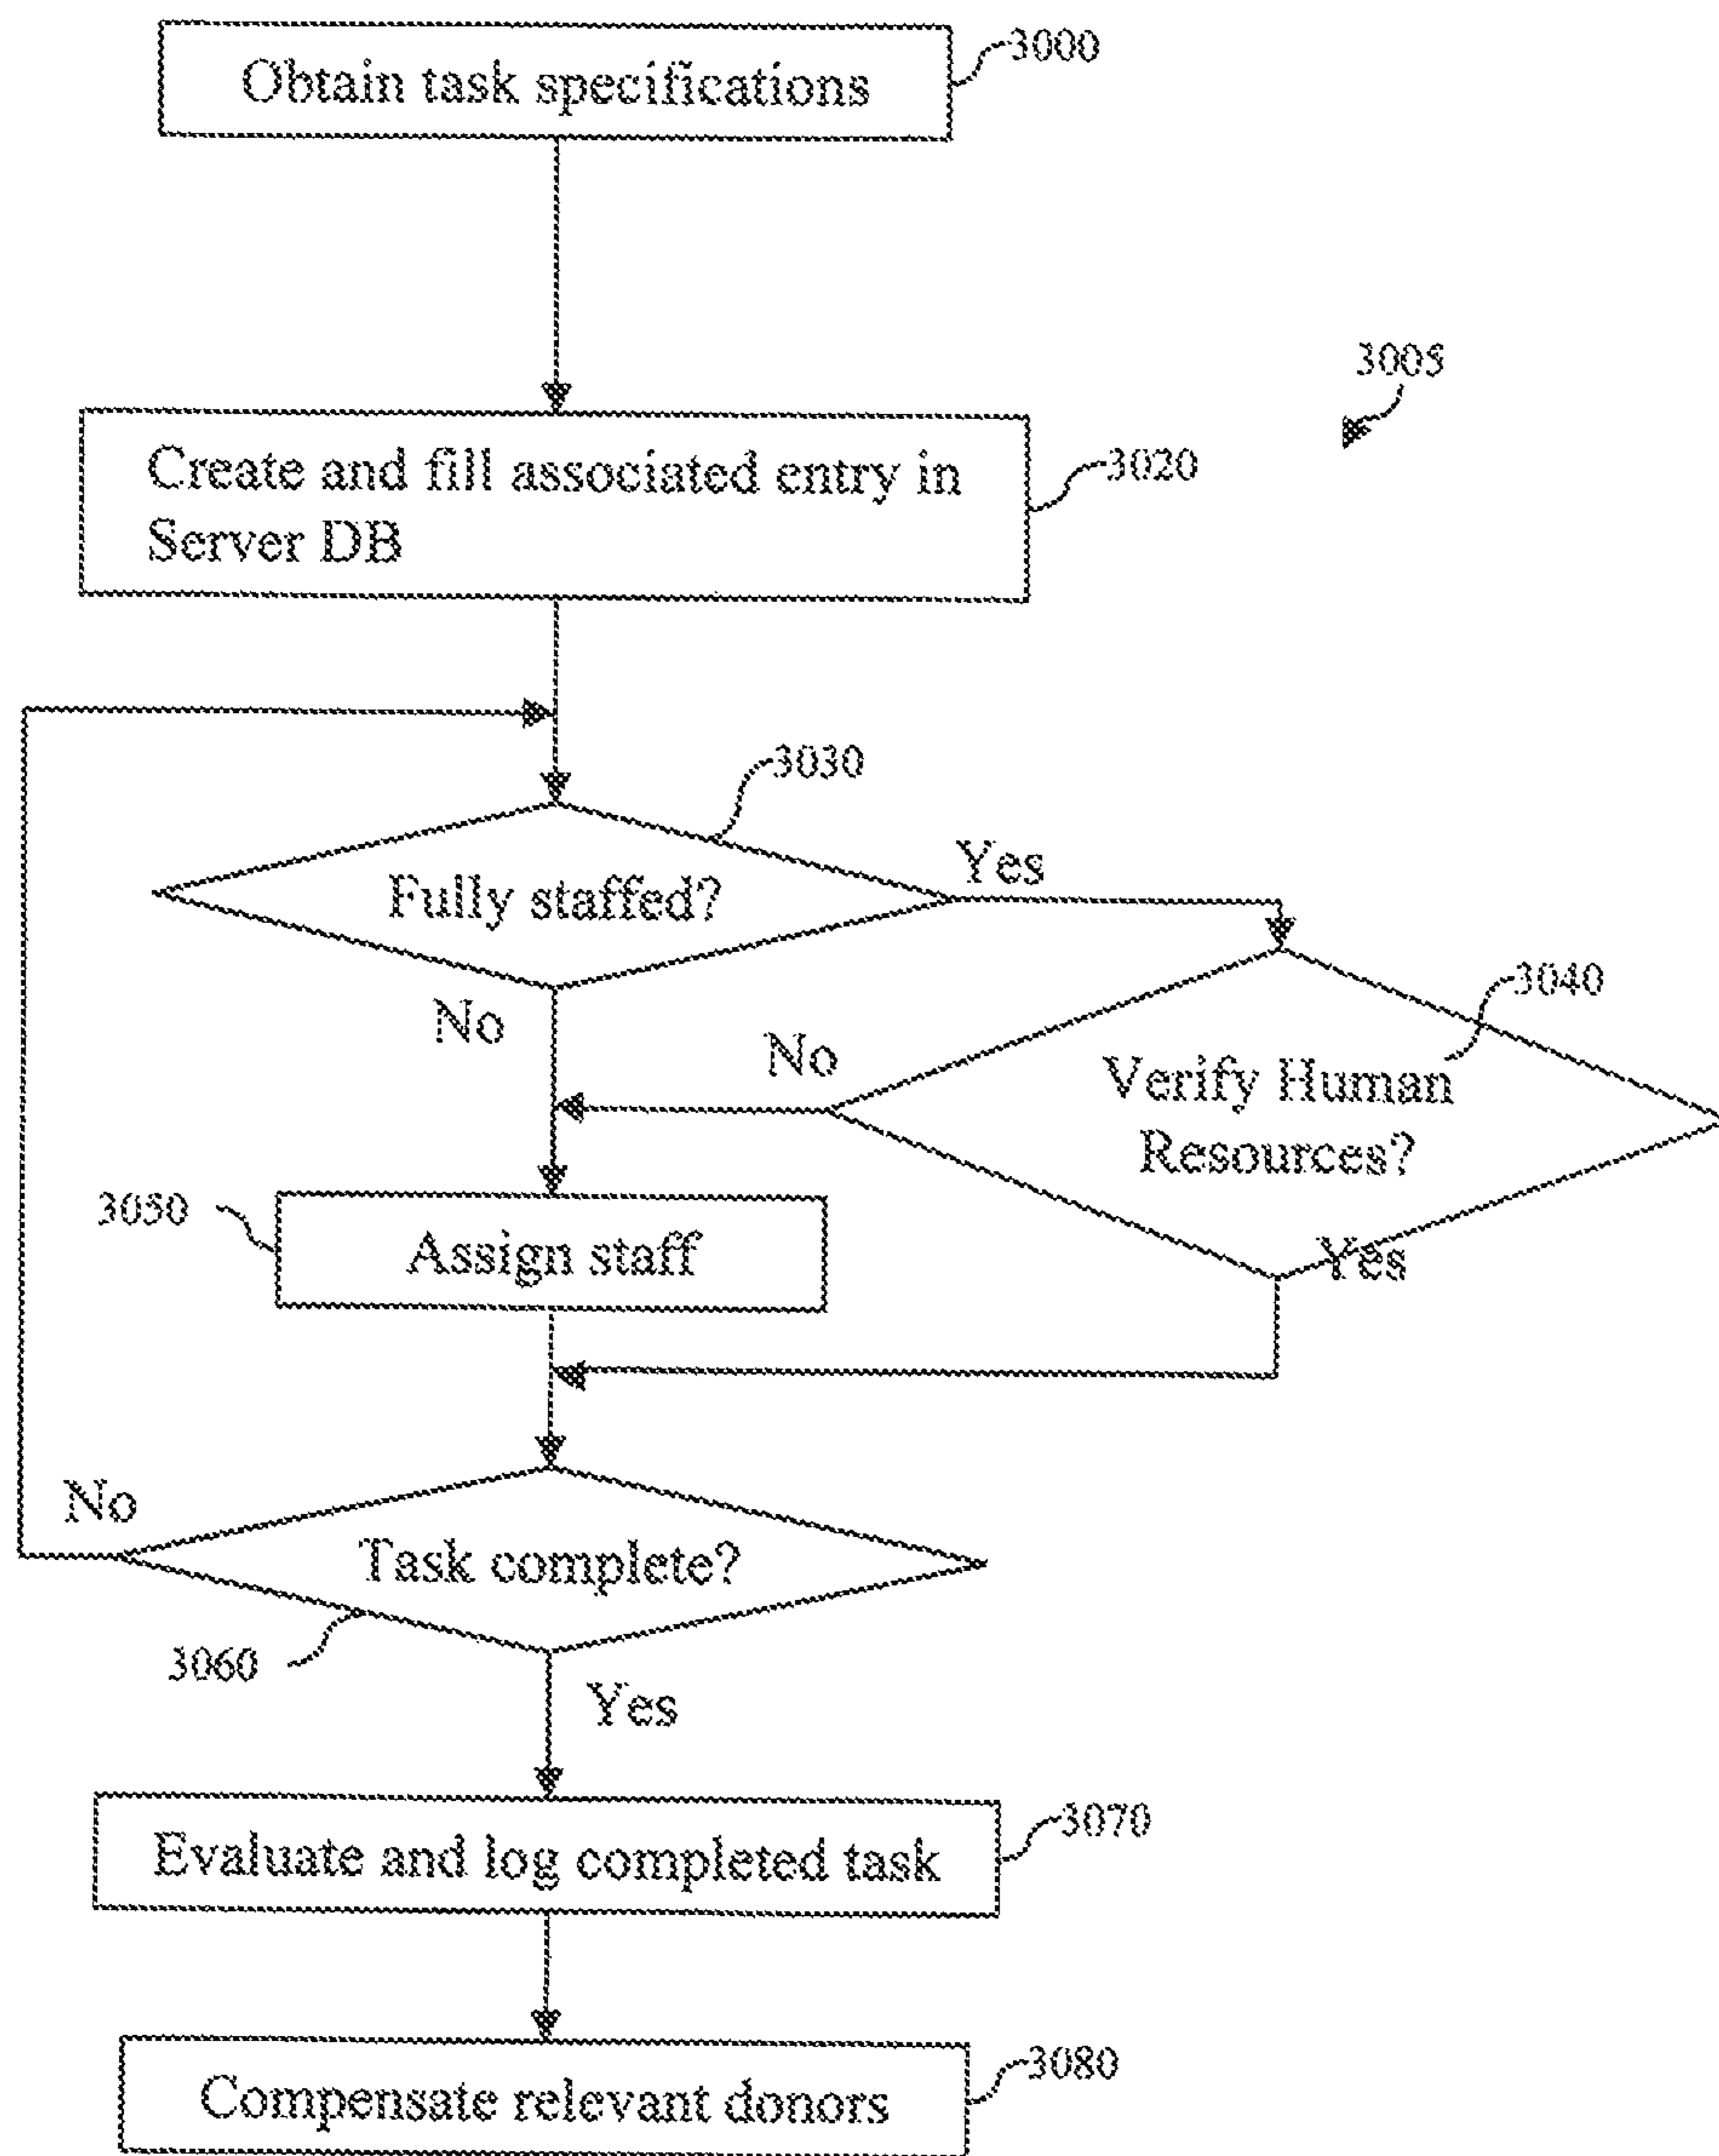 Obtain task specifications
3000
3005
Create and fill associated entry in
Server DB
3020
3030
Fully staffed?
Yes
No
3040
Verify Human
Resources?
No
Yes
3050
Assign staff
Task complete?
No
3060
Yes
Evaluate and log completed task
3070
Compensate relevant donors
3080